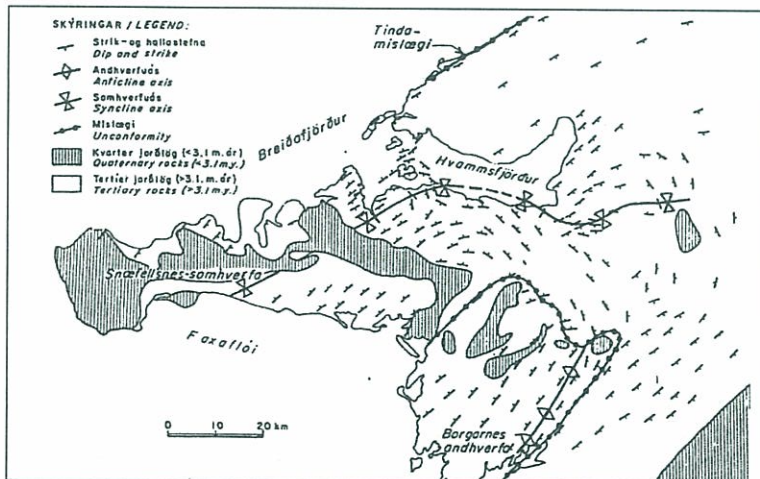 SKÝRINGAR / LEGEND:
Strik- og hallastefna
Dip and strike
Andhverfuás
Anticline axis
Samhverfuás
Syncline axis
Mislægi
Unconformity
Kvarter jarðlög (<3.1 m.ár)
Quaternary rocks (<3.1 m.y.)
Tertíer jarðlög (>3.1. m.ár)
Tertiary rocks (>3.1 m.y.)
Tinda-
mislægi
Breiðafjörður
Hvammsfjörður
Snæfellsnes-samhverfa
Faxaflói
Borgarnes
andhverfa
0 10 20 km